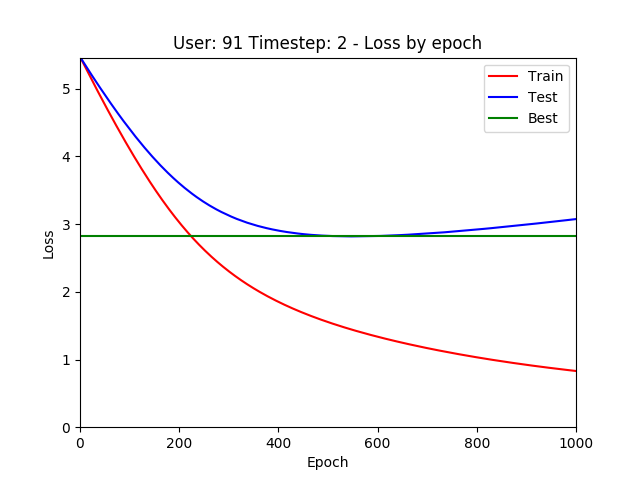 User: 91 Timestep: 2 - Loss by epoch
Train
Test
Best
Loss
5
4
3
2
1
0
0 200 400 600 800 1000
Epoch